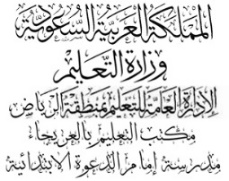 المملكة العربية السعودية
وزارة التعليم
الإدارة العامة للتعليم بمنطقة الرياض
مكتب التعليم بالعريجاء
مدرسة إمام الدعوة الابتدائية